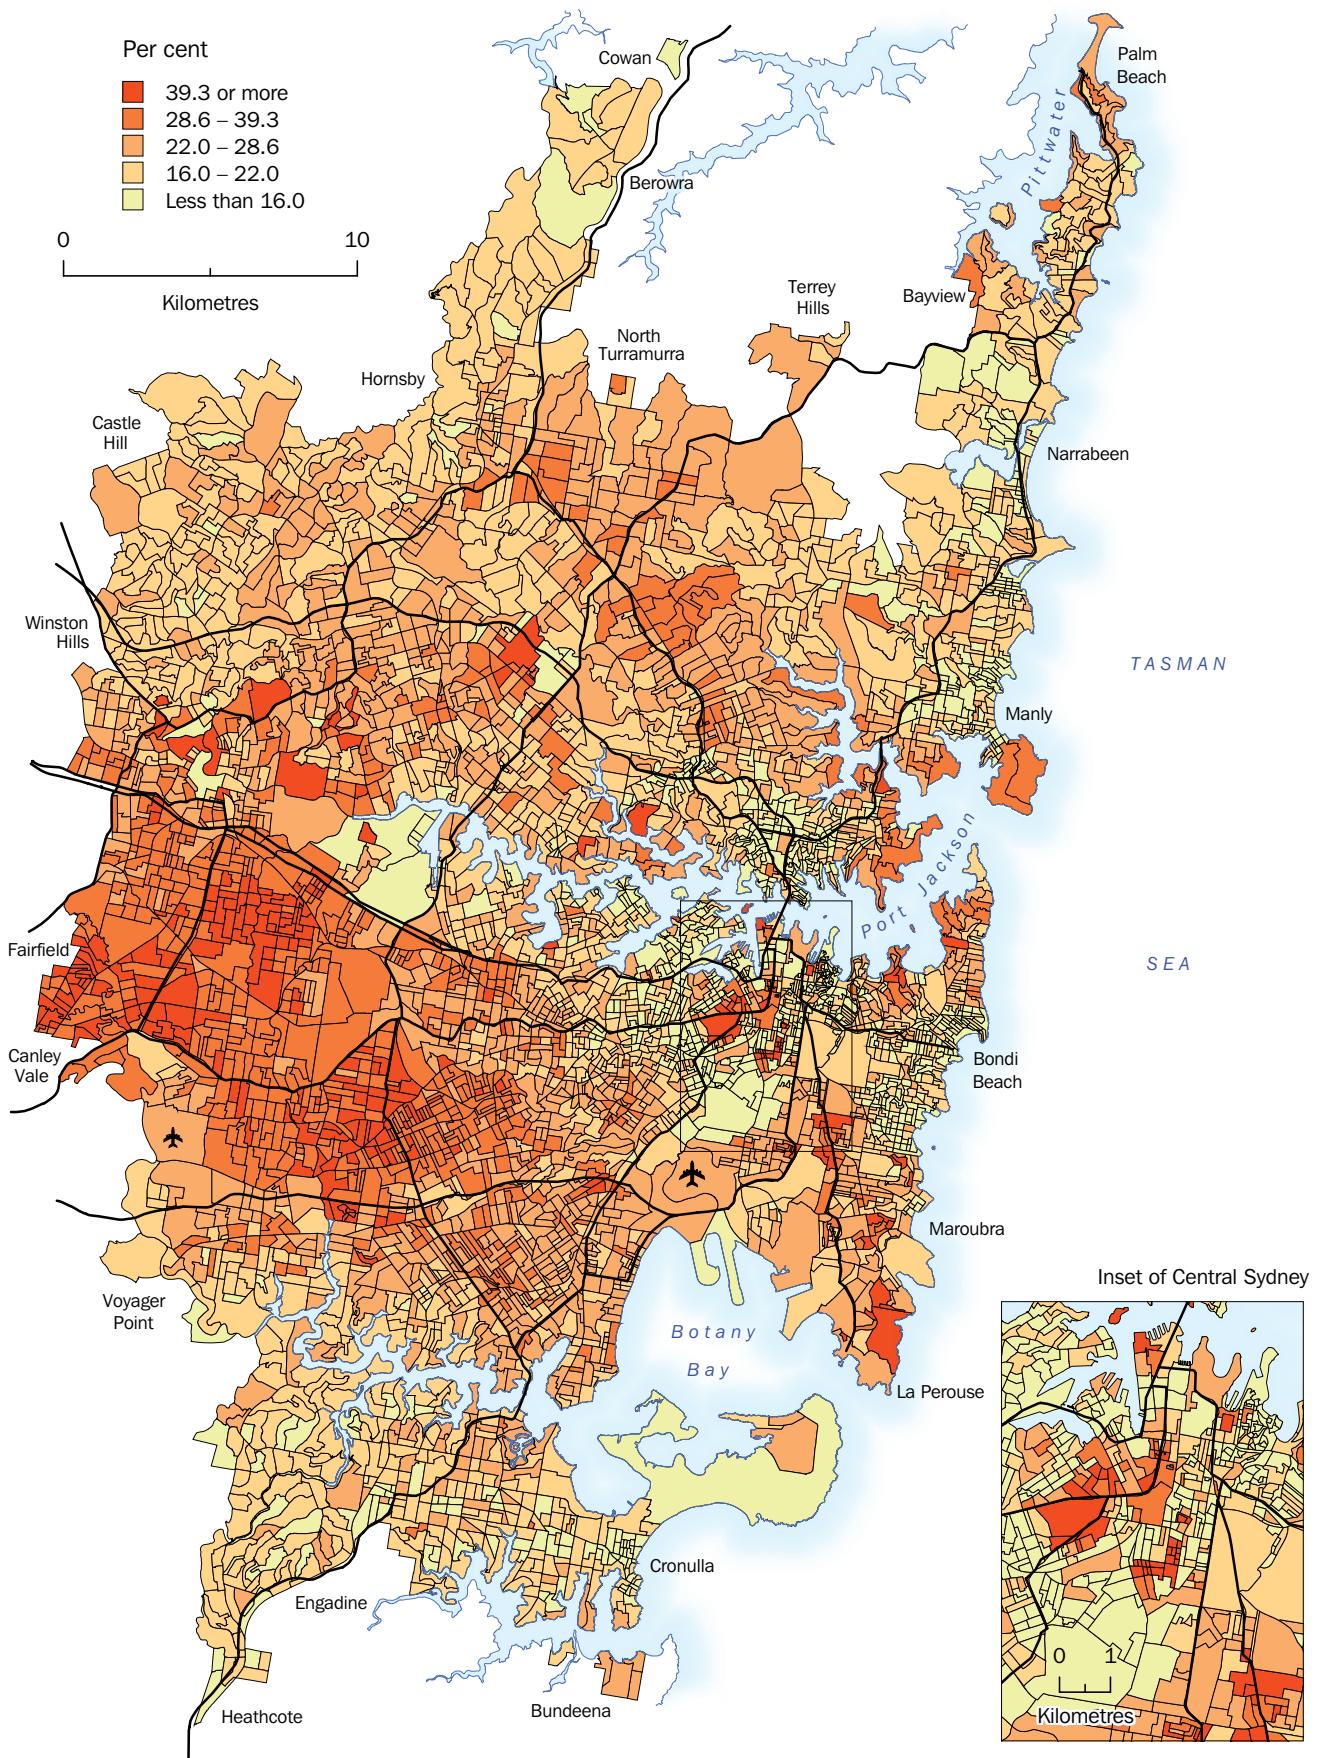 Per cent
39.3 or more
28.6 – 39.3
22.0 – 28.6
16.0 – 22.0
Less than 16.0
0 10
Kilometres
Cowan
Palm
Beach
Pittwater
Berowra
Terrey
Hills
Bayview
North
Turramurra
Hornsby
Castle
Hill
Narrabeen
Winston
Hills
TASMAN
Manly
Port Jackson
Fairfield
SEA
Canley
Vale
Bondi
Beach
Maroubra
Voyager
Point
Botany
Bay
La Perouse
Cronulla
Engadine
Bundeena
Heathcote
Inset of Central Sydney
0 1
Kilometres